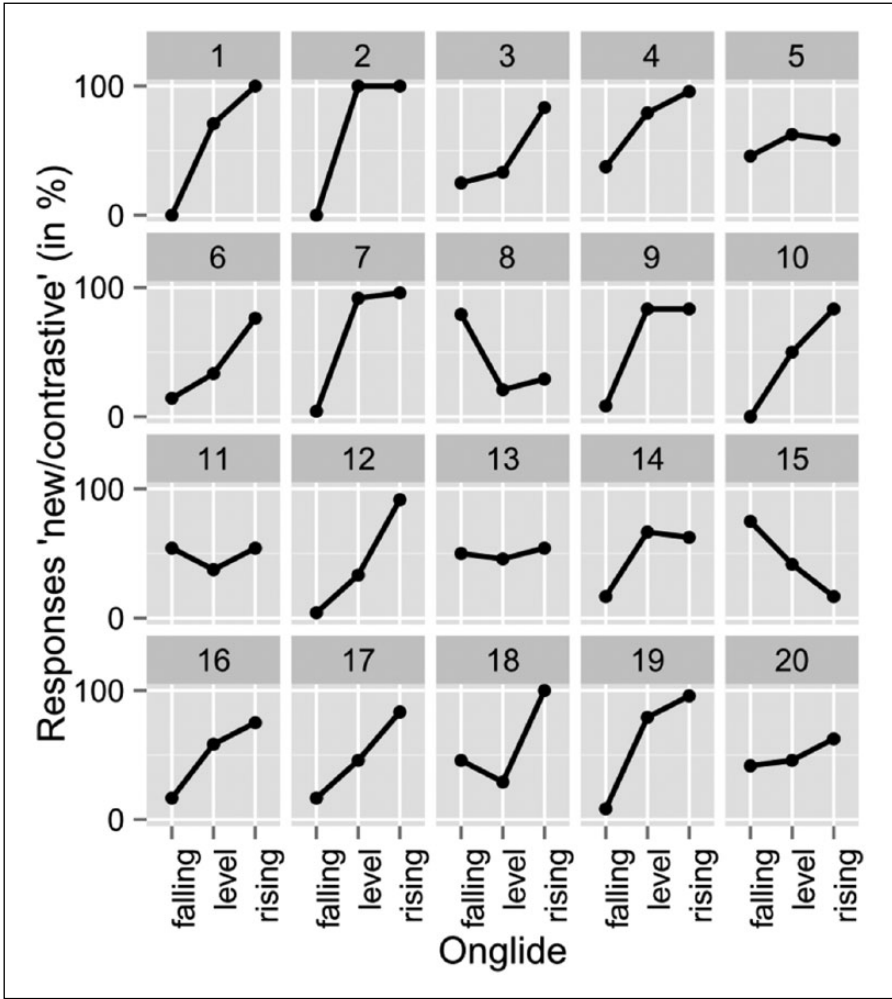 Responses 'new/contrastive' (in %)
1 2 3 4 5
100
0
6 7 8 9 10
100
0
11 12 13 14 15
100
0
16 17 18 19 20
100
0
falling level rising falling level rising falling level rising falling level rising falling level rising
Onglide